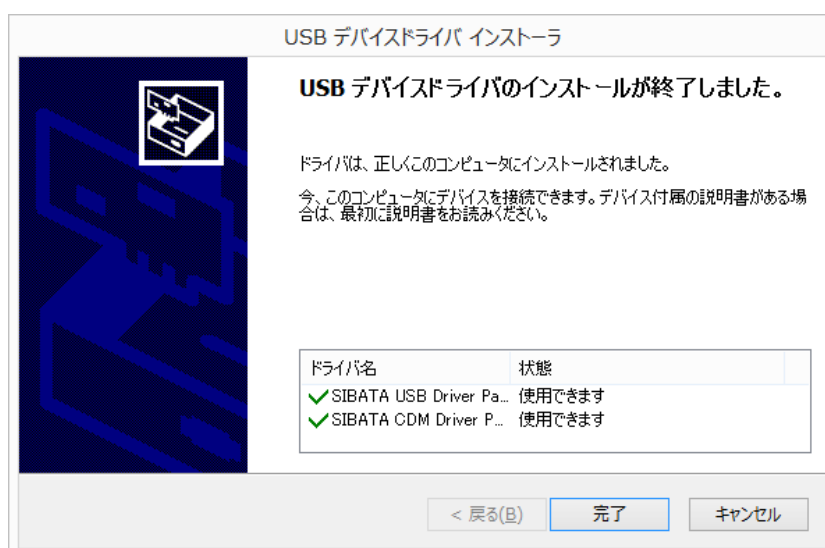 USB デバイスドライバ インストーラ
USB デバイスドライバのインストールが終了しました。
ドライバは、正しくこのコンピュータにインストールされました。
今、このコンピュータにデバイスを接続できます。デバイス付属の説明書がある場
合は、最初に説明書をお読みください。
ドライバ名 状態
SIBATA USB Driver Pa... 使用できます
SIBATA CDM Driver P... 使用できます
< 戻る(B) 完了 キャンセル